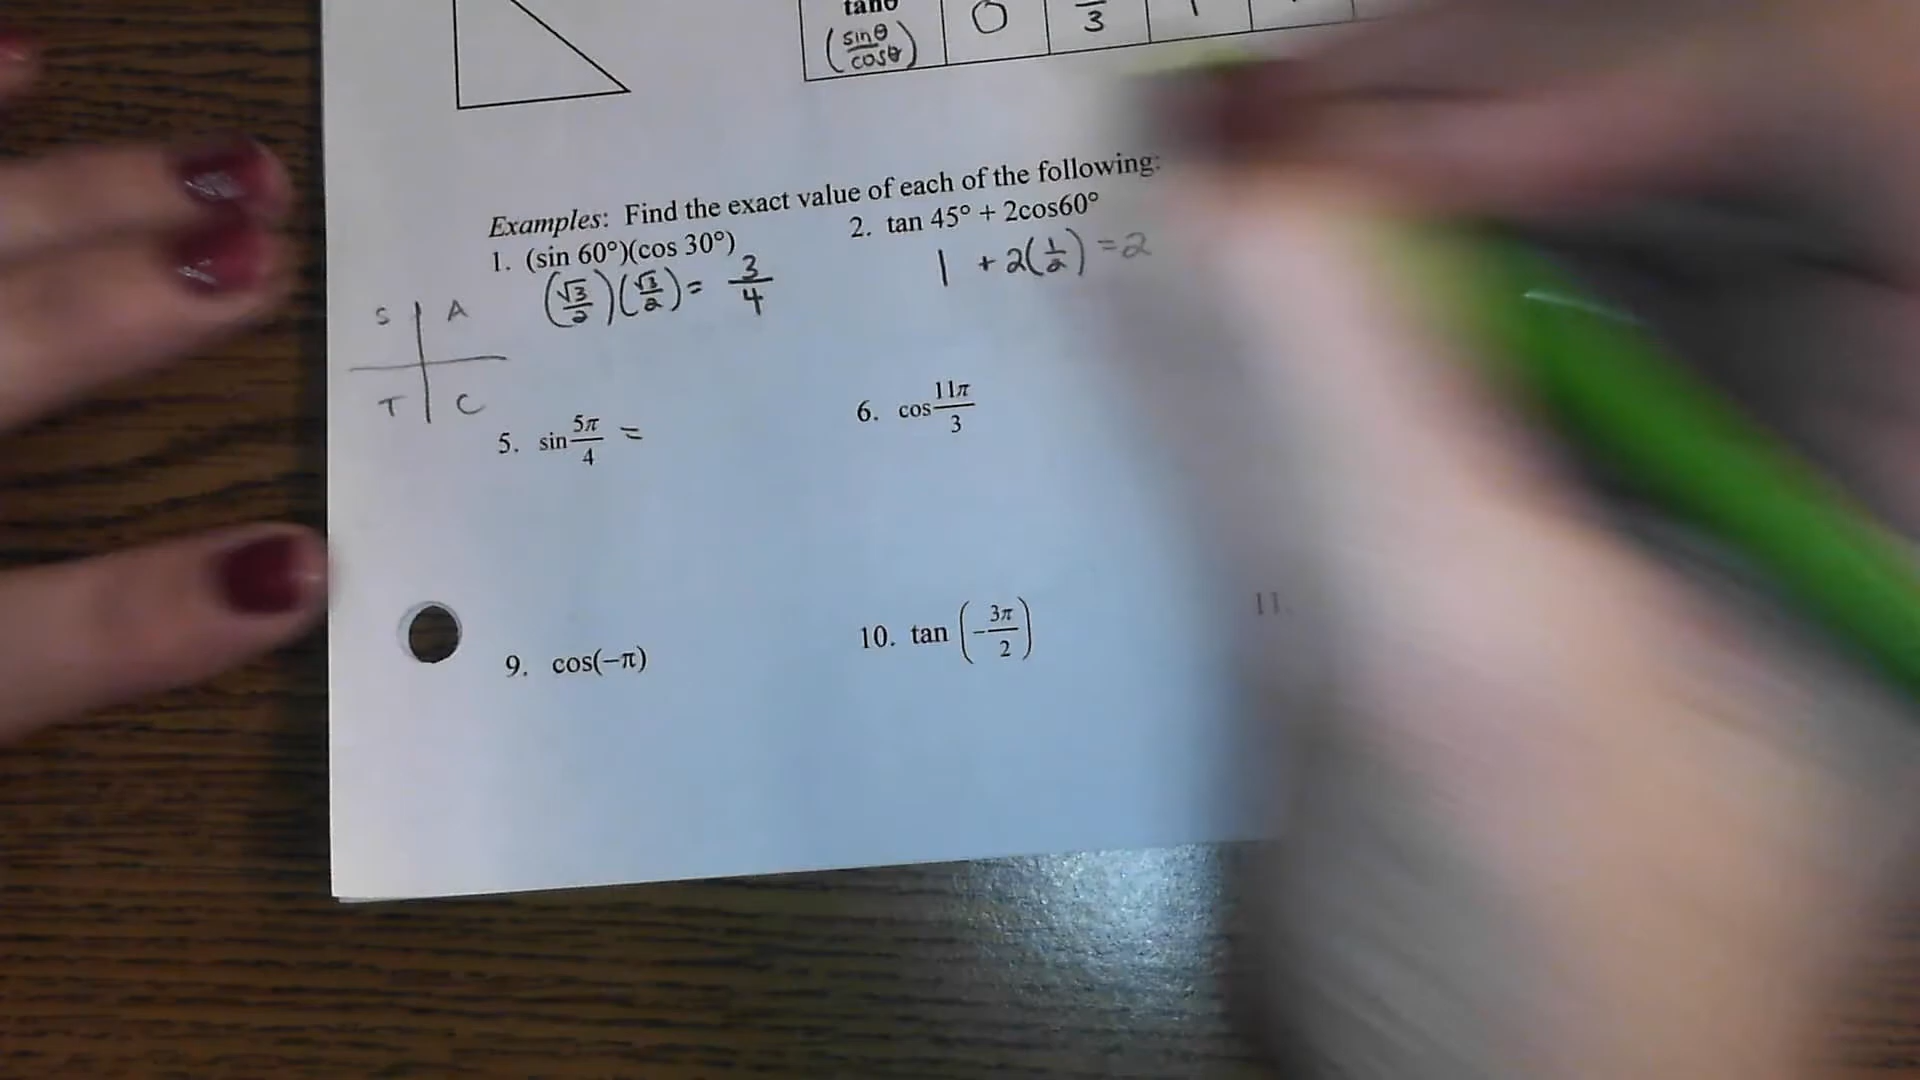 tanθ
(sinθ/cosθ) 0 3
Examples: Find the exact value of each of the following:
1. (sin 60°)(cos 30°) 2. tan 45° + 2cos60°
(√3/2)(√3/2) = 3/4 1 + 2(1/2) = 2
S A
T C
5. sin 5π/4 = 6. cos 11π/3
9. cos(−π) 10. tan (−3π/2) 11.